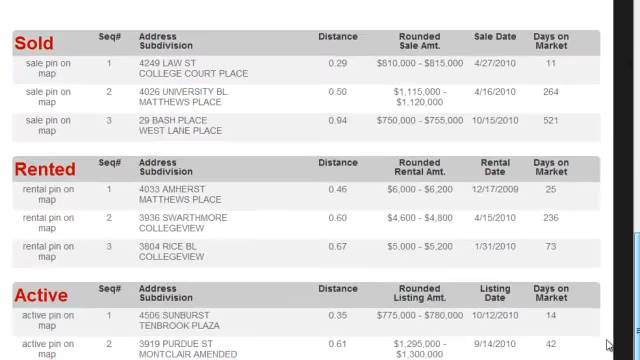 Sold Seq# Address Subdivision Distance Rounded Sale Amt. Sale Date Days on Market
sale pin on map 1 4249 LAW ST COLLEGE COURT PLACE 0.29 $810,000 - $815,000 4/27/2010 11
sale pin on map 2 4026 UNIVERSITY BL MATTHEWS PLACE 0.50 $1,115,000 - $1,120,000 4/16/2010 264
sale pin on map 3 29 BASH PLACE WEST LANE PLACE 0.94 $750,000 - $755,000 10/15/2010 521
Rented Seq# Address Subdivision Distance Rounded Rental Amt. Rental Date Days on Market
rental pin on map 1 4033 AMHERST MATTHEWS PLACE 0.46 $6,000 - $6,200 12/17/2009 25
rental pin on map 2 3936 SWARTHMORE COLLEGEVIEW 0.60 $4,600 - $4,800 4/15/2010 236
rental pin on map 3 3804 RICE BL COLLEGEVIEW 0.67 $5,000 - $5,200 1/31/2010 73
Active Seq# Address Subdivision Distance Rounded Listing Amt. Listing Date Days on Market
active pin on map 1 4506 SUNBURST TENBROOK PLAZA 0.35 $775,000 - $780,000 10/12/2010 14
active pin on map 2 3919 PURDUE ST MONTCLAIR AMENDED 0.61 $1,295,000 - $1,300,000 9/14/2010 42